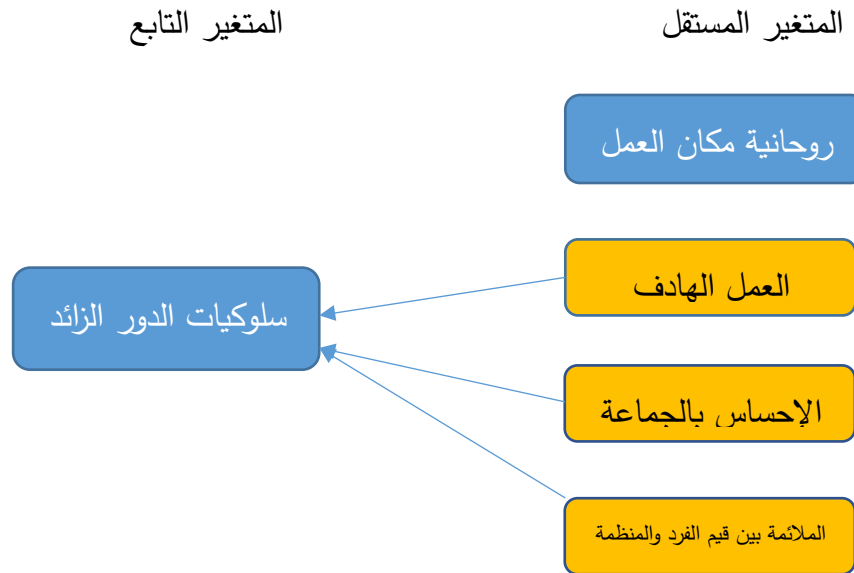 المتغير المستقل
المتغير التابع
روحانية مكان العمل
العمل الهادف
سلوكيات الدور الزائد
الإحساس بالجماعة
الملائمة بين قيم الفرد والمنظمة